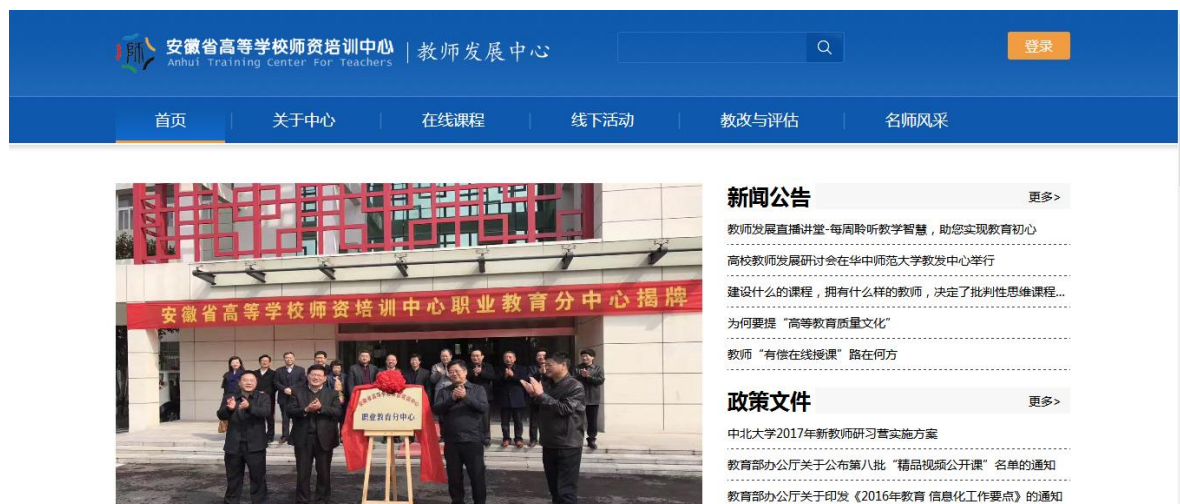 安徽省高等学校师资培训中心
Anhui Training Center For Teachers
教师发展中心
登录
首页
关于中心
在线课程
线下活动
教改与评估
名师风采
安徽省高等学校师资培训中心职业教育分中心揭牌
职业教育分中心
新闻公告
更多>
教师发展直播讲堂-每周聆听教学智慧，助您实现教育初心
高校教师发展研讨会在华中师范大学教发中心举行
建设什么的课程，拥有什么样的教师，决定了批判性思维课程...
为何要提“高等教育质量文化”
教师“有偿在线授课”路在何方
政策文件
更多>
中北大学2017年新教师研习营实施方案
教育部办公厅关于公布第八批“精品视频公开课”名单的通知
教育部办公厅关于印发《2016年教育 信息化工作要点》的通知